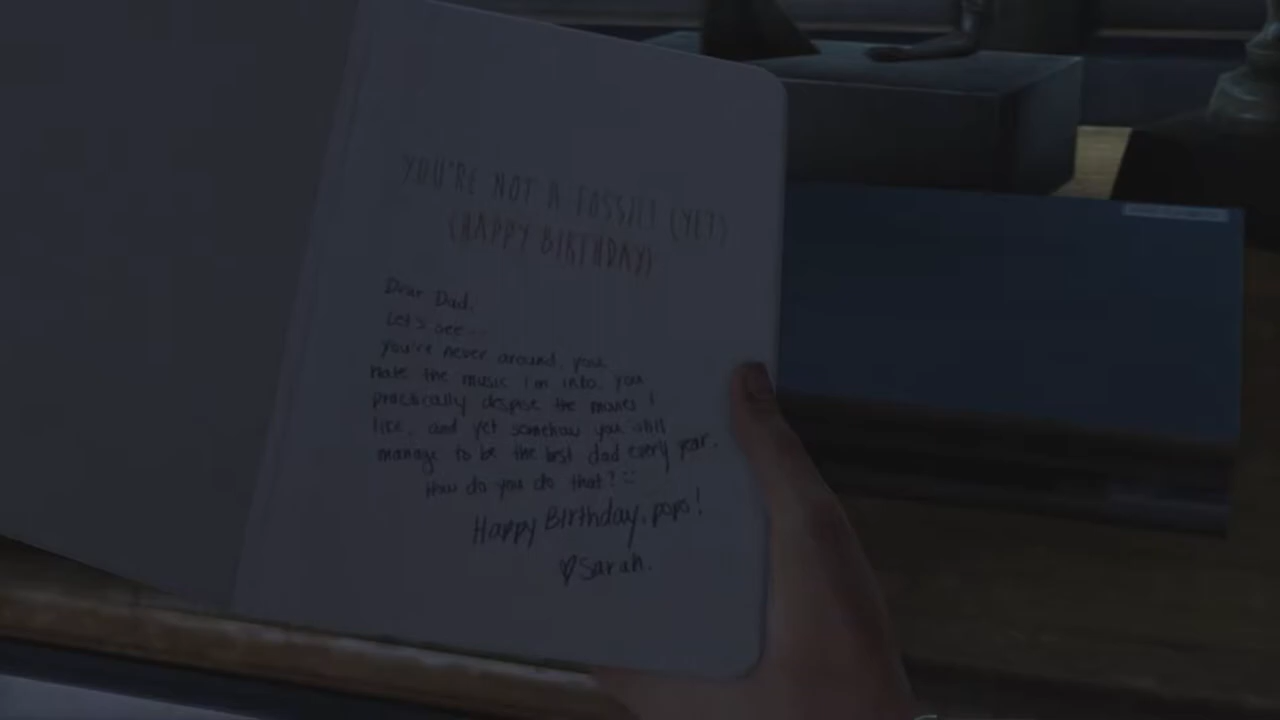 YOU'RE NOT A FOSSIL! (YET)
(HAPPY BIRTHDAY)
Dear Dad,
Let's see...
you're never around, you
hate the music I'm into, you
practically despise the movies I
like, and yet somehow you still
manage to be the best dad every year.
How do you do that? :)
Happy Birthday, pops!
♡ Sarah.